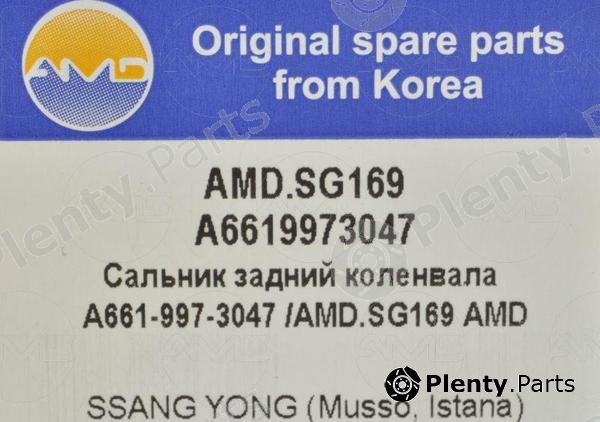 AMD
Original spare parts
from Korea
AMD.SG169
A6619973047
Сальник задний коленвала
A661-997-3047 /AMD.SG169 AMD
SSANG YONG (Musso, Istana)
Plenty.Parts